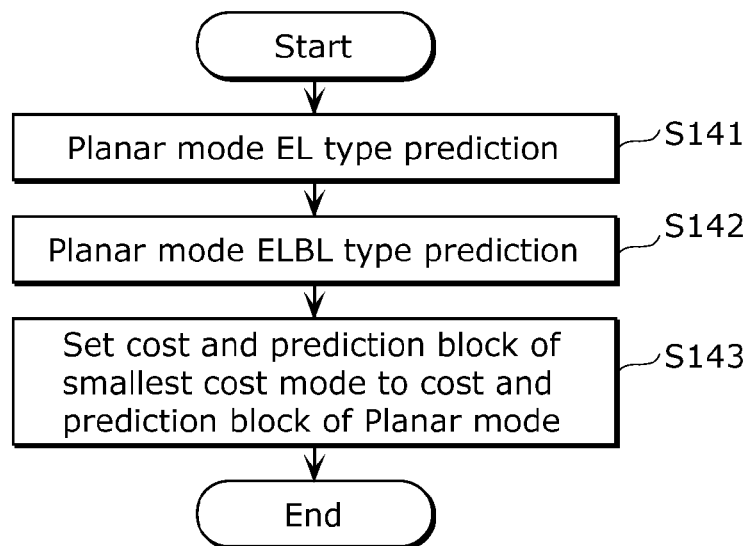 Start
Planar mode EL type prediction
S141
Planar mode ELBL type prediction
S142
Set cost and prediction block of
smallest cost mode to cost and
prediction block of Planar mode
S143
End